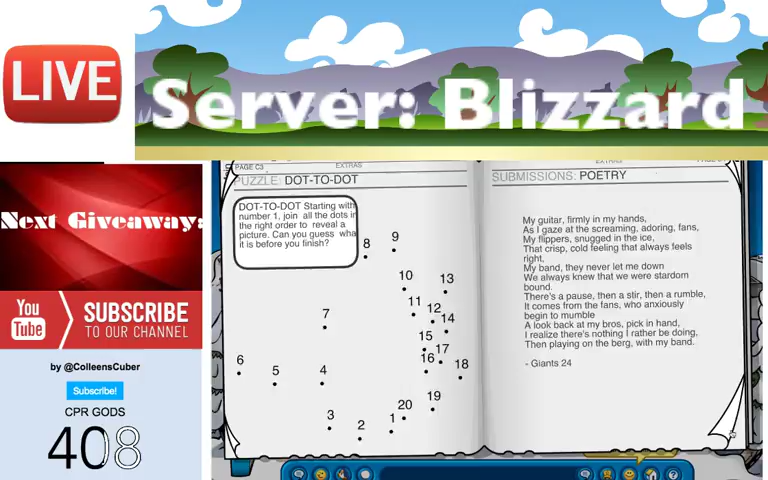 LIVE
Server: Blizzard
Next Giveaway:
You
Tube
SUBSCRIBE
TO OUR CHANNEL
by @ColleensCuber
Subscribe!
CPR GODS
408
PAGE C3
EXTRAS
PUZZLE: DOT-TO-DOT
DOT-TO-DOT Starting with
number 1, join all the dots in
the right order to reveal a
picture. Can you guess wha
it is before you finish?
8
9
10
13
11
12
7
14
15
17
16
18
6
5
4
19
20
3
2
1
EXTRAS
SUBMISSIONS: POETRY
My guitar, firmly in my hands,
As I gaze at the screaming, adoring, fans,
My flippers, snugged in the ice,
That crisp, cold feeling that always feels
right,
My band, they never let me down
We always knew that we were stardom
bound.
There's a pause, then a stir, then a rumble,
It comes from the fans, who anxiously
begin to mumble
A look back at my bros, pick in hand,
I realize there's nothing I rather be doing,
Then playing on the berg, with my band.
- Giants 24